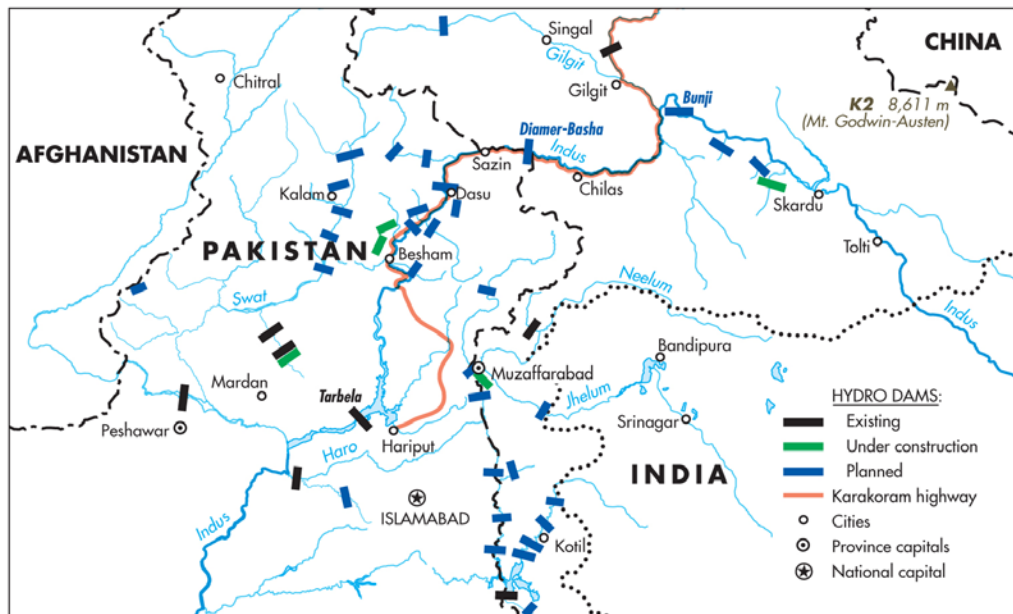 Singal
Gilgit
CHINA
Chitral
Gilgit
K2 8,611 m
(Mt. Godwin-Austen)
Bunji
AFGHANISTAN
Diamer-Basha
Indus
Sazin
Chilas
Kalam
Dasu
Skardu
PAKISTAN
Besham
Tolti
Neelum
Swat
Indus
Bandipura
Muzaffarabad
Mardan
Jhelum
HYDRO DAMS:
Tarbela
Existing
Peshawar
Srinagar
Hariput
Under construction
Haro
INDIA
Planned
Karakoram highway
ISLAMABAD
Cities
Indus
Kotil
Province capitals
National capital